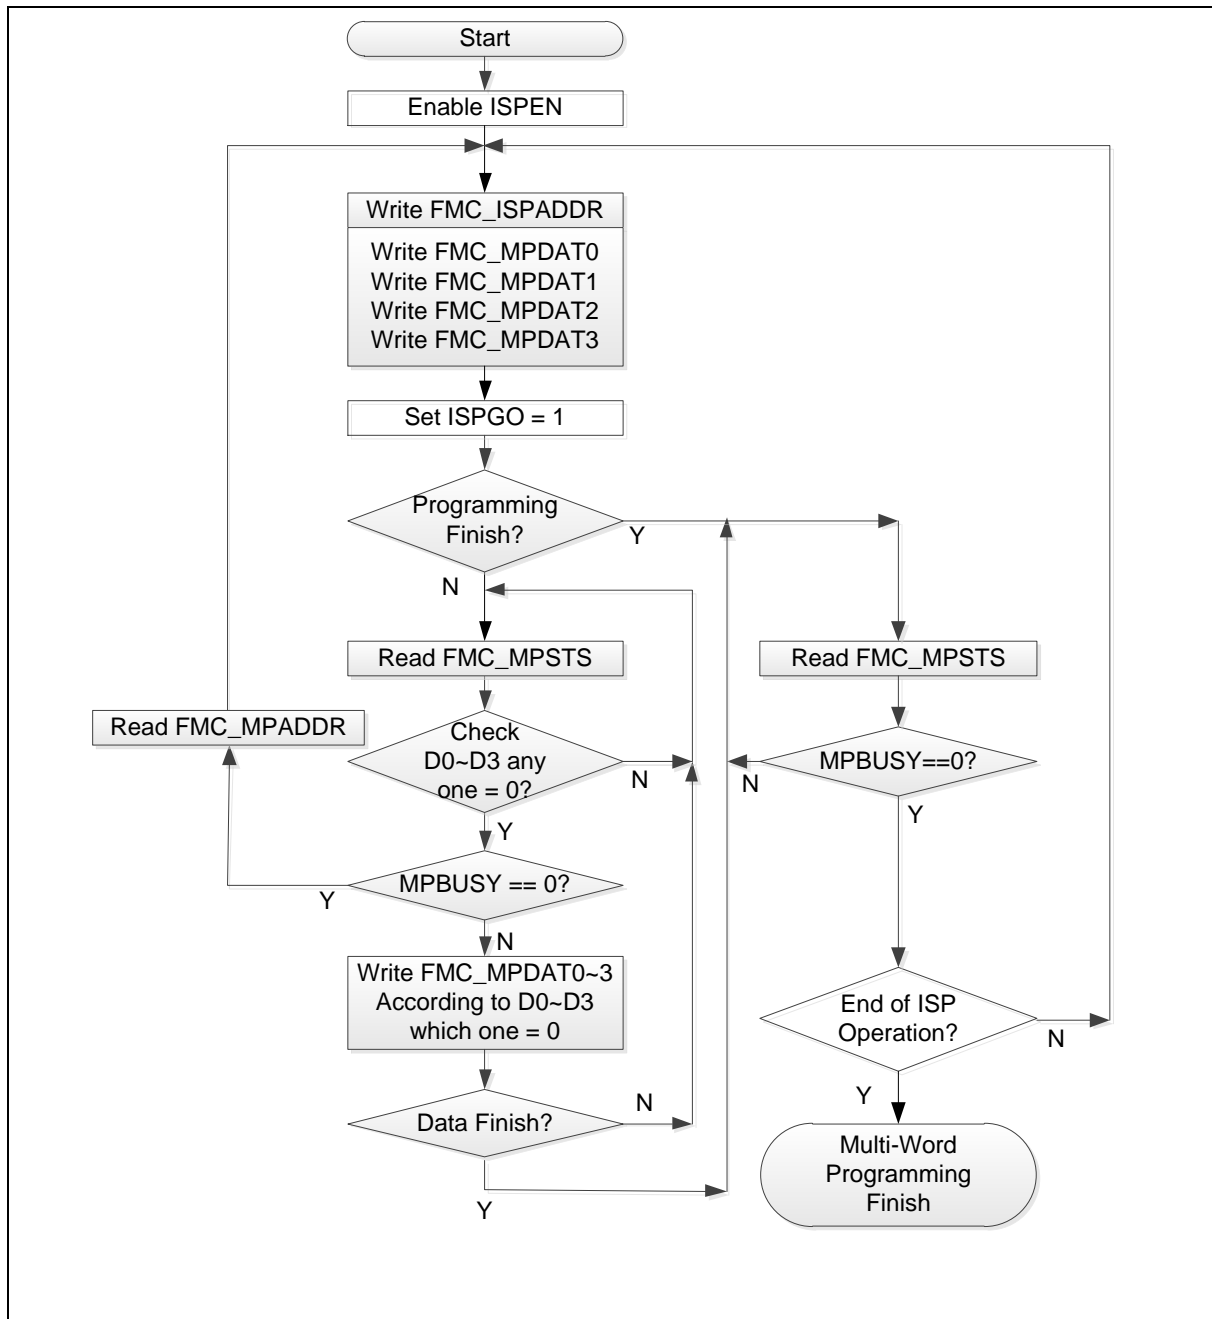 Start
Enable ISPEN
Write FMC_ISPADDR
Write FMC_MPDAT0
Write FMC_MPDAT1
Write FMC_MPDAT2
Write FMC_MPDAT3
Set ISPGO = 1
Programming
Finish?
Y
N
Read FMC_MPSTS
Read FMC_MPSTS
Read FMC_MPADDR
Check
D0~D3 any
one = 0?
N
Y
MPBUSY==0?
N
Y
MPBUSY == 0?
Y
N
Write FMC_MPDAT0~3
According to D0~D3
which one = 0
End of ISP
Operation?
N
Y
Data Finish?
N
Y
Multi-Word
Programming
Finish